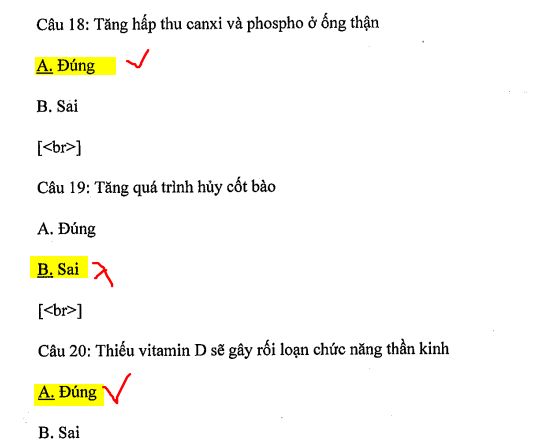 Câu 18: Tăng hấp thu canxi và phospho ở ống thận
A. Đúng
B. Sai
[<br>]
Câu 19: Tăng quá trình hủy cốt bào
A. Đúng
B. Sai
[<br>]
Câu 20: Thiếu vitamin D sẽ gây rối loạn chức năng thần kinh
A. Đúng
B. Sai